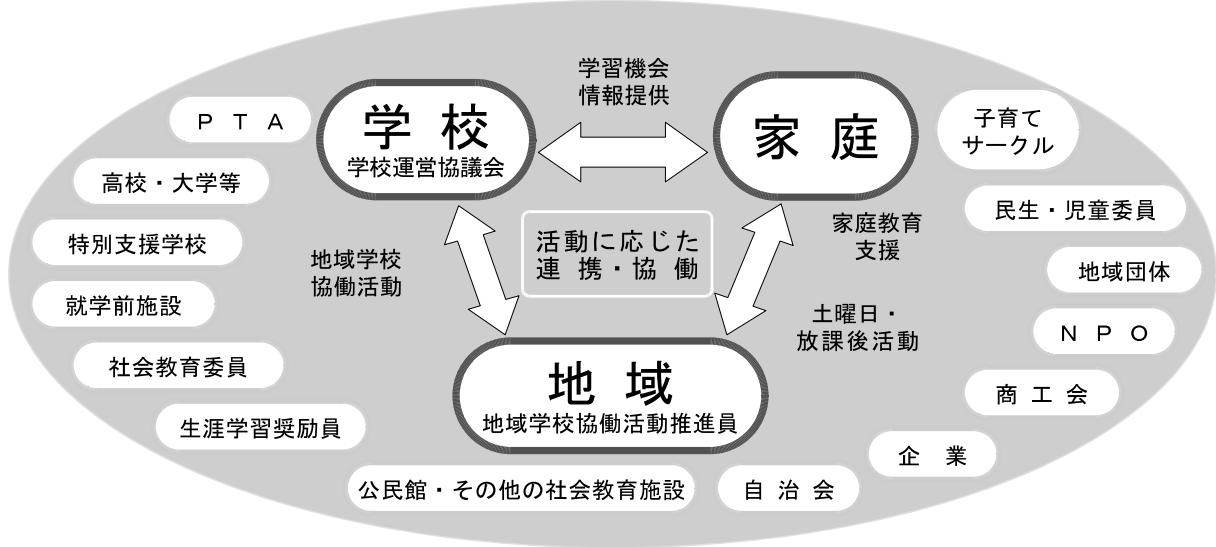 学習機会
情報提供
学校
学校運営協議会
家庭
PTA
子育て
サークル
高校・大学等
民生・児童委員
特別支援学校
家庭教育
支援
活動に応じた
連携・協働
地域学校
協働活動
地域団体
就学前施設
土曜日・
放課後活動
NPO
社会教育委員
地域
地域学校協働活動推進員
商工会
生涯学習奨励員
企業
公民館・その他の社会教育施設
自治会